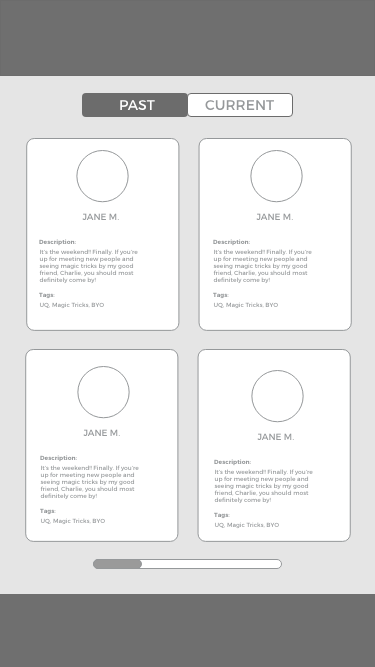 PAST
CURRENT
JANE M.
Description:
It's the weekend!! Finally. If you're
up for meeting new people and
seeing magic tricks by my good
friend, Charlie, you should most
definitely come by!
Tags:
UQ, Magic Tricks, BYO
JANE M.
Description:
It's the weekend!! Finally. If you're
up for meeting new people and
seeing magic tricks by my good
friend, Charlie, you should most
definitely come by!
Tags:
UQ, Magic Tricks, BYO
JANE M.
Description:
It's the weekend!! Finally. If you're
up for meeting new people and
seeing magic tricks by my good
friend, Charlie, you should most
definitely come by!
Tags:
UQ, Magic Tricks, BYO
JANE M.
Description:
It's the weekend!! Finally. If you're
up for meeting new people and
seeing magic tricks by my good
friend, Charlie, you should most
definitely come by!
Tags:
UQ, Magic Tricks, BYO